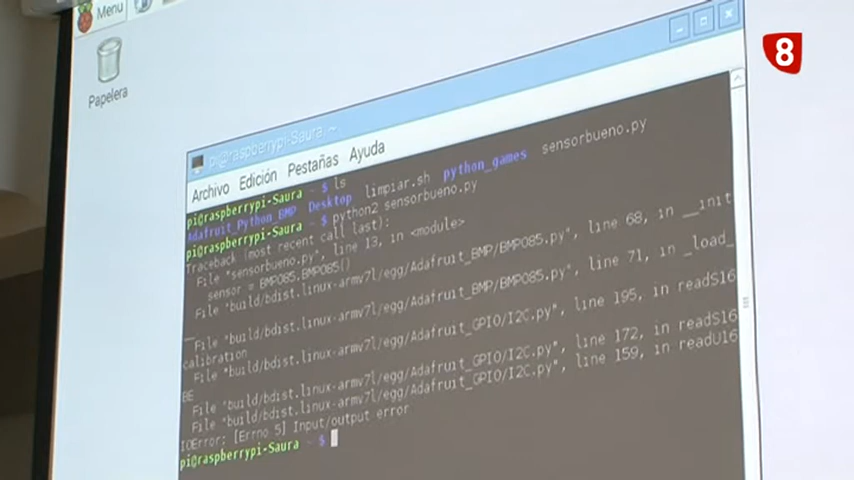 Menu
8
Papelera
pi@raspberrypi-Saura: ~
Archivo Edición Pestañas Ayuda
pi@raspberrypi-Saura ~ $ ls
Adafruit_Python_BMP Desktop limpiar.sh python_games sensorbueno.py
pi@raspberrypi-Saura ~ $ python2 sensorbueno.py
Traceback (most recent call last):
File "sensorbueno.py", line 13, in <module>
sensor = BMP085.BMP085()
File "build/bdist.linux-armv7l/egg/Adafruit_BMP/BMP085.py", line 68, in __init
__
File "build/bdist.linux-armv7l/egg/Adafruit_BMP/BMP085.py", line 71, in _load_
calibration
File "build/bdist.linux-armv7l/egg/Adafruit_GPIO/I2C.py", line 195, in readS16
BE
File "build/bdist.linux-armv7l/egg/Adafruit_GPIO/I2C.py", line 172, in readS16
File "build/bdist.linux-armv7l/egg/Adafruit_GPIO/I2C.py", line 159, in readU16
IOError: [Errno 5] Input/output error
pi@raspberrypi-Saura ~ $